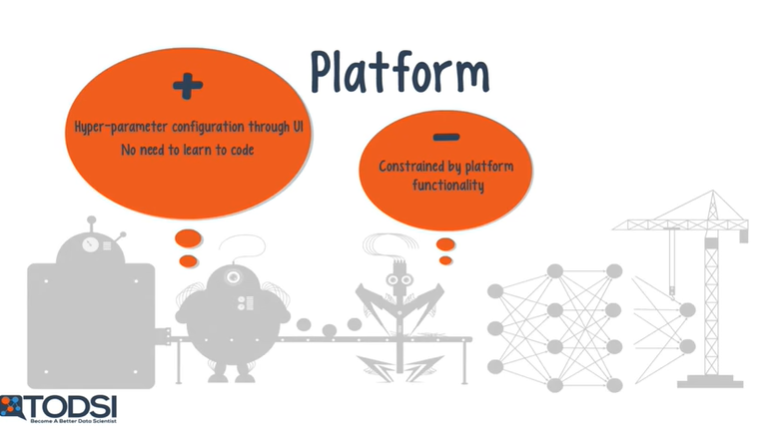 Platform
+
Hyper-parameter configuration through UI
No need to learn to code
-
Constrained by platform
functionality
TODSI
Become A Better Data Scientist